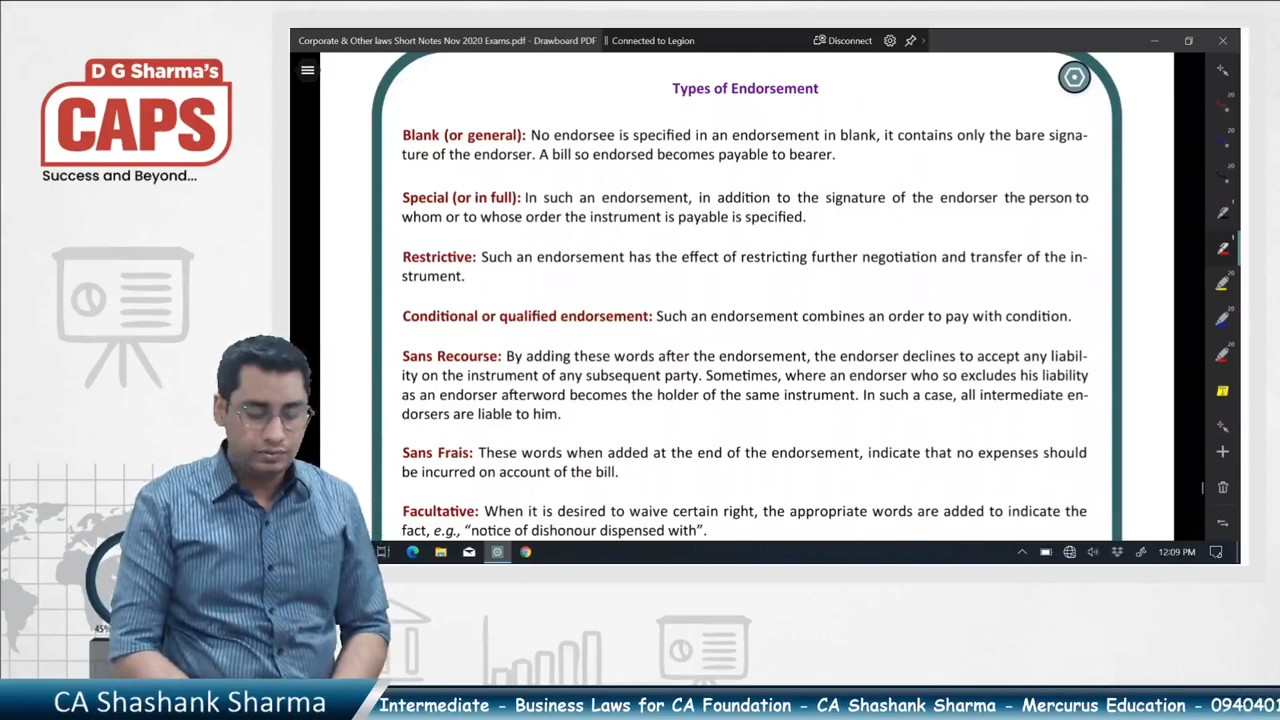 D G Sharma's
CAPS
Success and Beyond...
Corporate & Other laws Short Notes Nov 2020 Exams.pdf - Drawboard PDF
Connected to Legion
Disconnect
Types of Endorsement
Blank (or general): No endorsee is specified in an endorsement in blank, it contains only the bare signa-
ture of the endorser. A bill so endorsed becomes payable to bearer.
Special (or in full): In such an endorsement, in addition to the signature of the endorser the person to
whom or to whose order the instrument is payable is specified.
Restrictive: Such an endorsement has the effect of restricting further negotiation and transfer of the in-
strument.
Conditional or qualified endorsement: Such an endorsement combines an order to pay with condition.
Sans Recourse: By adding these words after the endorsement, the endorser declines to accept any liabil-
ity on the instrument of any subsequent party. Sometimes, where an endorser who so excludes his liability
as an endorser afterword becomes the holder of the same instrument. In such a case, all intermediate en-
dorsers are liable to him.
Sans Frais: These words when added at the end of the endorsement, indicate that no expenses should
be incurred on account of the bill.
Facultative: When it is desired to waive certain right, the appropriate words are added to indicate the
fact, e.g., “notice of dishonour dispensed with”.
20
20
20
1
1
20
20
20
20
12:09 PM
45%
CA Shashank Sharma
Intermediate - Business Laws for CA Foundation - CA Shashank Sharma - Mercurus Education - 0940401